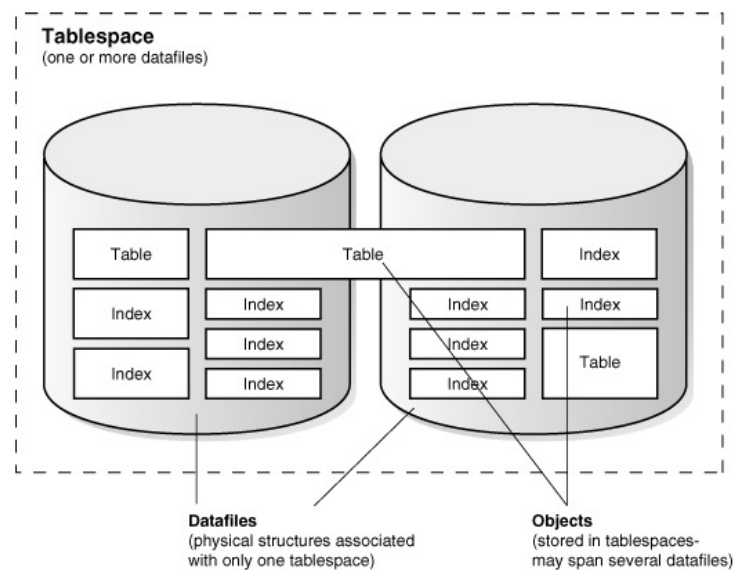 Tablespace
(one or more datafiles)
Table
Table
Index
Index
Index
Index
Index
Index
Index
Index
Table
Index
Index
Index
Datafiles
(physical structures associated
with only one tablespace)
Objects
(stored in tablespaces-
may span several datafiles)